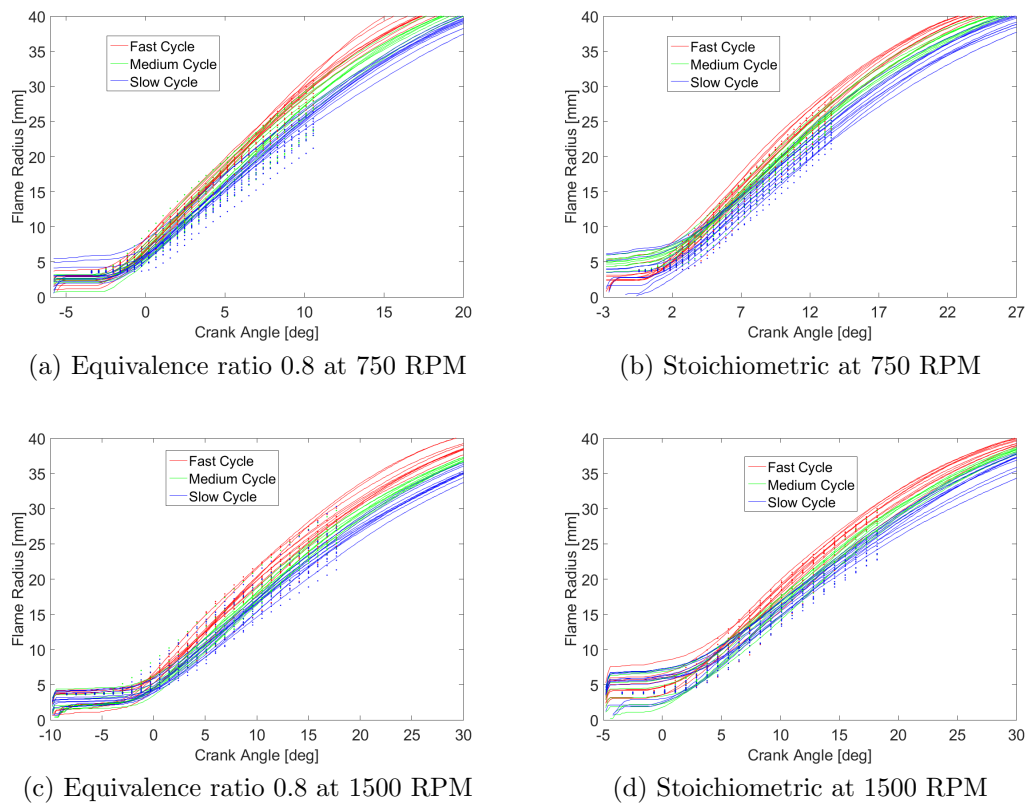 40
35
30
25
20
15
10
5
0
Flame Radius [mm]
Fast Cycle
Medium Cycle
Slow Cycle
-5 0 5 10 15 20
Crank Angle [deg]
(a) Equivalence ratio 0.8 at 750 RPM
40
35
30
25
20
15
10
5
0
Flame Radius [mm]
Fast Cycle
Medium Cycle
Slow Cycle
-3 2 7 12 17 22 27
Crank Angle [deg]
(b) Stoichiometric at 750 RPM
40
35
30
25
20
15
10
5
0
Flame Radius [mm]
Fast Cycle
Medium Cycle
Slow Cycle
-10 -5 0 5 10 15 20 25 30
Crank Angle [deg]
(c) Equivalence ratio 0.8 at 1500 RPM
40
35
30
25
20
15
10
5
0
Flame Radius [mm]
Fast Cycle
Medium Cycle
Slow Cycle
-5 0 5 10 15 20 25 30
Crank Angle [deg]
(d) Stoichiometric at 1500 RPM